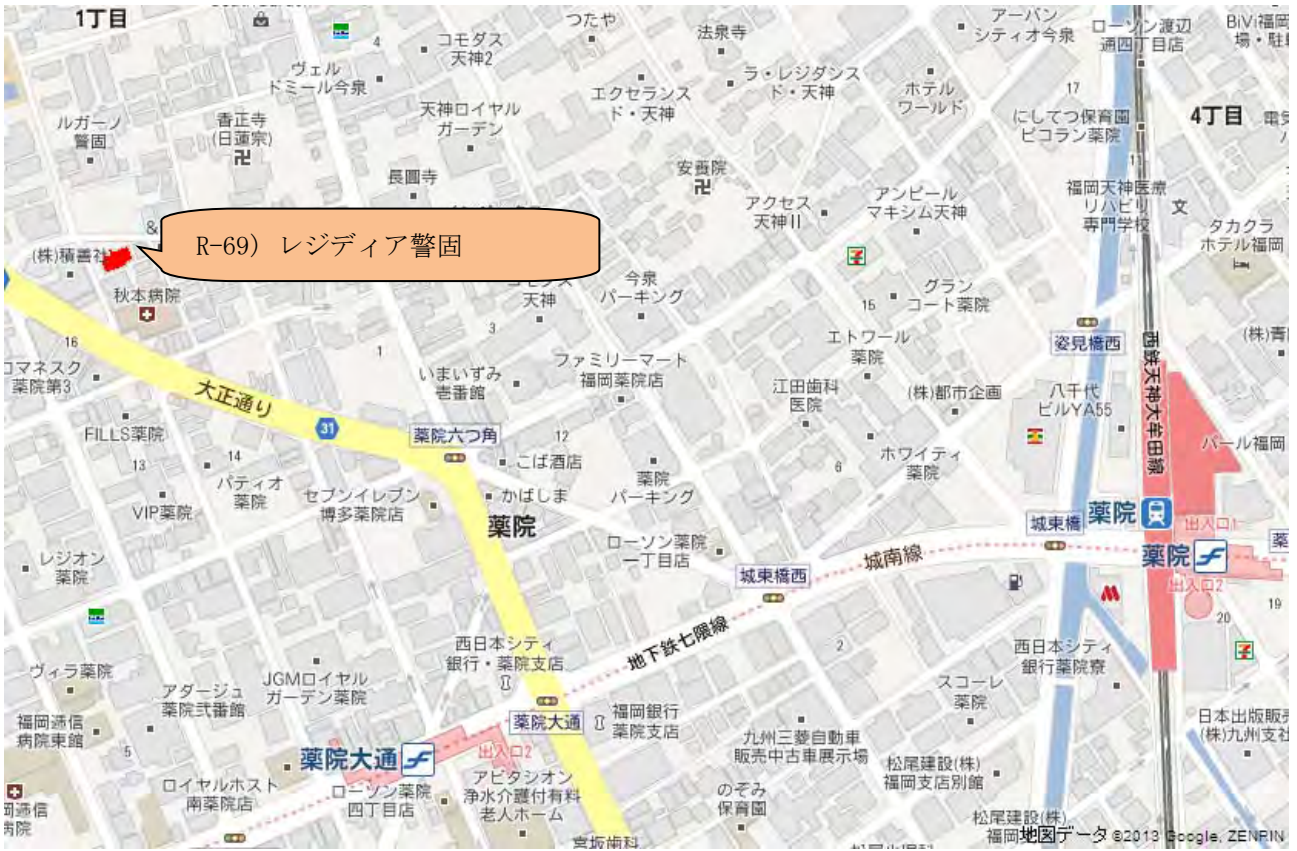 1丁目
4
コモダス
天神2
つたや
法泉寺
アーバン
シティオ今泉
ローソン渡辺
通四丁目店
BiVi福岡
ヴェル
ドミール今泉
エクセランス
ド・天神
ラ・レジダンス
ド・天神
ホテル
ワールド
17
にしてつ保育園
ピコラン薬院
4丁目
ルガーノ
警固
香正寺
(日蓮宗)
天神ロイヤル
ガーデン
長圓寺
安養院
アクセス
天神II
アンピール
マキシム天神
11
福岡天神医療
リハビリ
専門学校
文
タカクラ
ホテル福岡
&
(株)積善社
R-69) レジディア警固
秋本病院
天神
今泉
パーキング
グラン
コート薬院
15
16
1
3
エトワール
薬院
姿見橋西
西鉄天神大牟田線
薬院第3
大正通り
いまいずみ
壱番館
ファミリーマート
福岡薬院店
江田歯科
医院
(株)都市企画
八千代
ビルYA55
FILLS薬院
31
薬院六つ角
12
こば酒店
13
14
パティオ
薬院
VIP薬院
セブンイレブン
博多薬院店
かばしま
薬院
薬院
パーキング
6
ホワイティ
薬院
パール福岡
城東橋
薬院
出入口1
薬院
出入口2
レジオン
薬院
ローソン薬院
一丁目店
城東橋西
城南線
19
20
地下鉄七隈線
2
西日本シティ
銀行・薬院支店
西日本シティ
銀行薬院寮
ヴィラ薬院
アダージュ
薬院弐番館
JGMロイヤル
ガーデン薬院
スコーレ
薬院
福岡逓信
病院東館
5
薬院大通
福岡銀行
薬院支店
九州三菱自動車
販売中古車展示場
日本出版販売
(株)九州支社
薬院大通
出入口2
ロイヤルホスト
南薬院店
ローソン薬院
四丁目店
アビタシオン
浄水介護付有料
老人ホーム
のぞみ
保育園
松尾建設(株)
福岡支店別館
宮坂歯科
松尾建設(株)
福岡
地図データ ©2013 Google, ZENRIN